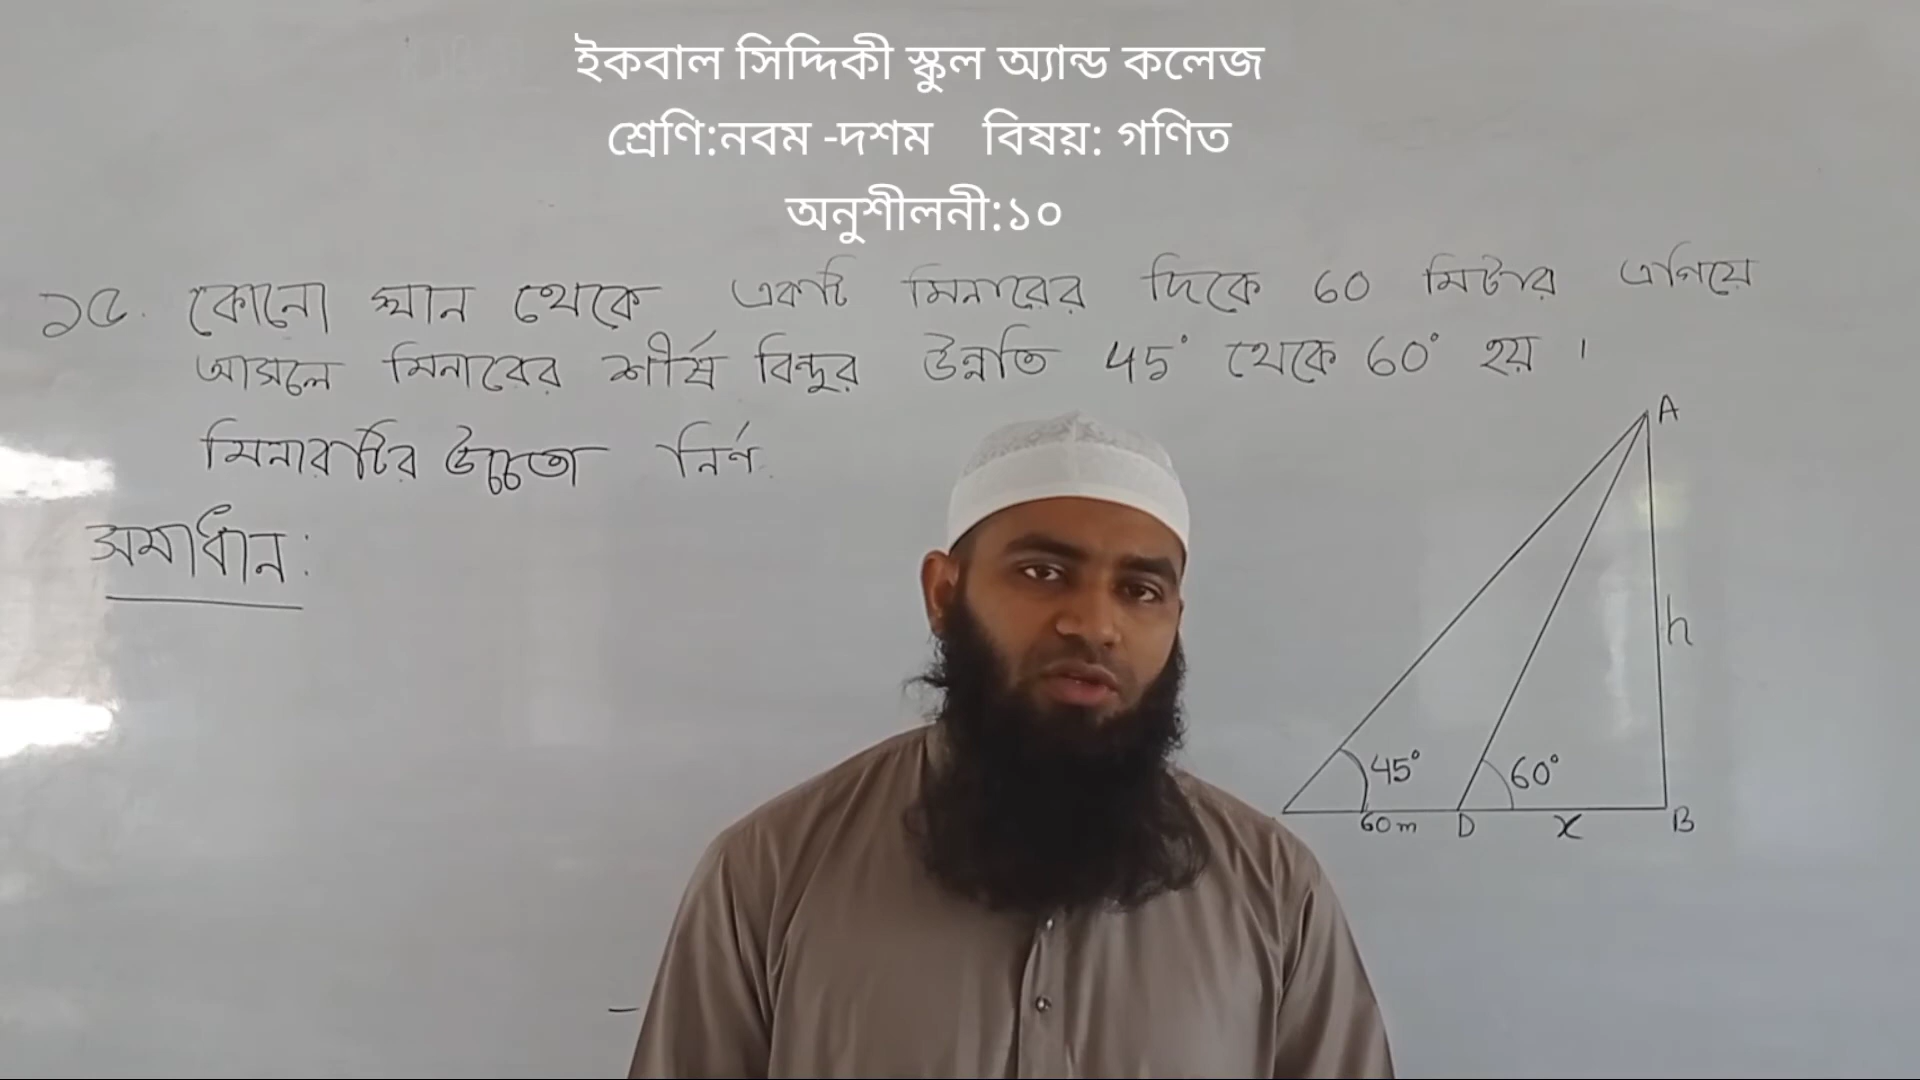 ইকবাল সিদ্দিকী স্কুল অ্যান্ড কলেজ
শ্রেণি:নবম -দশম বিষয়: গণিত
অনুশীলনী:১০
১৫. কোনো স্থান থেকে একটি মিনারের দিকে 60 মিটার এগিয়ে
আসলে মিনারের শীর্ষ বিন্দুর উন্নতি 45° থেকে 60° হয় ।
মিনারটির উচ্চতা নির্ণ
সমাধান:
A
h
45° 60°
60m D x B